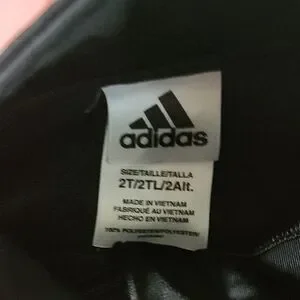 adidas
SIZE/TAILLE/TALLA
2T/2TL/2Alt.
MADE IN VIETNAM
FABRIQUÉ AU VIETNAM
HECHO EN VIETNAM
100% POLYESTER/POLYESTER/